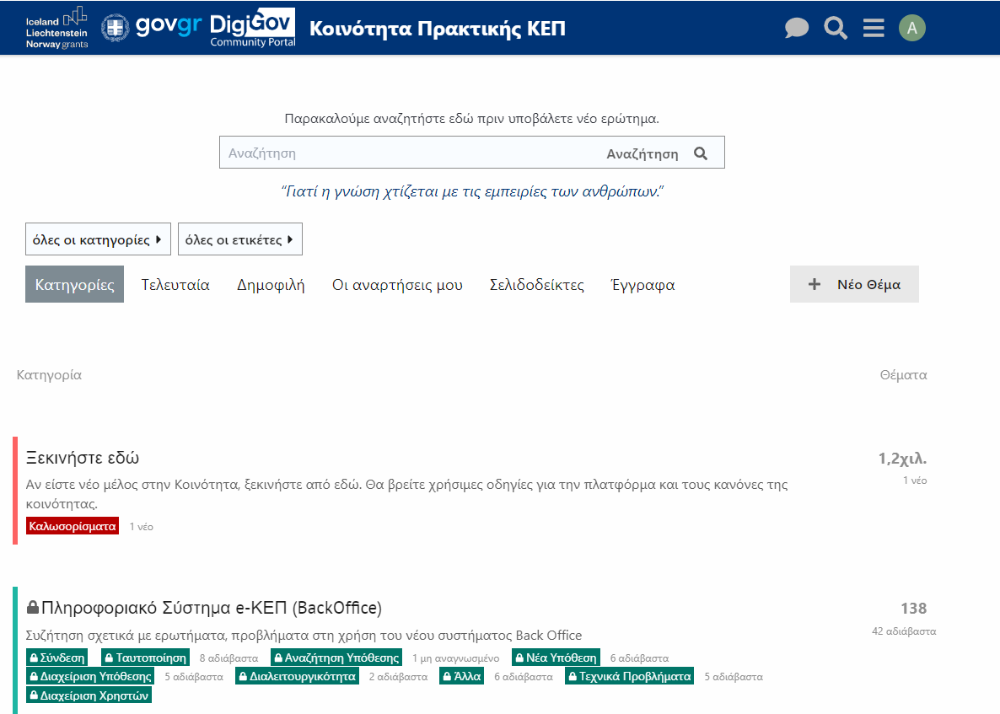 Iceland
Liechtenstein
Norway grants
govgr
DigiGov
Community Portal
Κοινότητα Πρακτικής ΚΕΠ
A
Παρακαλούμε αναζητήστε εδώ πριν υποβάλετε νέο ερώτημα.
Αναζήτηση Αναζήτηση
“Γιατί η γνώση χτίζεται με τις εμπειρίες των ανθρώπων.”
όλες οι κατηγορίες όλες οι ετικέτες
Κατηγορίες Τελευταία Δημοφιλή Οι αναρτήσεις μου Σελιδοδείκτες Έγγραφα + Νέο Θέμα
Κατηγορία Θέματα
Ξεκινήστε εδώ 1,2χιλ.
1 νέο
Αν είστε νέο μέλος στην Κοινότητα, ξεκινήστε από εδώ. Θα βρείτε χρήσιμες οδηγίες για την πλατφόρμα και τους κανόνες της
κοινότητας.
Καλωσορίσματα 1 νέο
Πληροφοριακό Σύστημα e-ΚΕΠ (BackOffice) 138
42 αδιάβαστα
Συζήτηση σχετικά με ερωτήματα, προβλήματα στη χρήση του νέου συστήματος Back Office
Σύνδεση Ταυτοποίηση 8 αδιάβαστα Αναζήτηση Υπόθεσης 1 μη αναγνωσμένο Νέα Υπόθεση 6 αδιάβαστα
Διαχείριση Υπόθεσης 5 αδιάβαστα Διαλειτουργικότητα 2 αδιάβαστα Άλλα 6 αδιάβαστα Τεχνικά Προβλήματα 5 αδιάβαστα
Διαχείριση Χρηστών